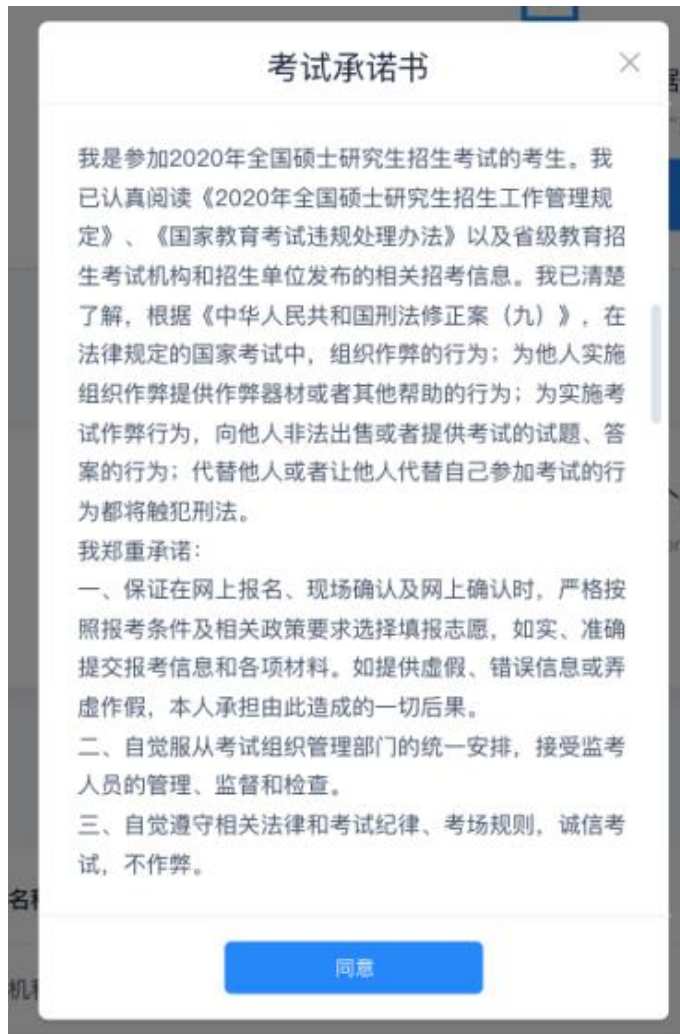 考试承诺书
我是参加2020年全国硕士研究生招生考试的考生。我
已认真阅读《2020年全国硕士研究生招生工作管理规
定》、《国家教育考试违规处理办法》以及省级教育招
生考试机构和招生单位发布的相关招考信息。我已清楚
了解，根据《中华人民共和国刑法修正案（九）》，在
法律规定的国家考试中，组织作弊的行为；为他人实施
组织作弊提供作弊器材或者其他帮助的行为；为实施考
试作弊行为，向他人非法出售或者提供考试的试题、答
案的行为；代替他人或者让他人代替自己参加考试的行
为都将触犯刑法。
我郑重承诺：
一、保证在网上报名、现场确认及网上确认时，严格按
照报考条件及相关政策要求选择填报志愿，如实、准确
提交报考信息和各项材料。如提供虚假、错误信息或弄
虚作假，本人承担由此造成的一切后果。
二、自觉服从考试组织管理部门的统一安排，接受监考
人员的管理、监督和检查。
三、自觉遵守相关法律和考试纪律、考场规则，诚信考
试，不作弊。
同意